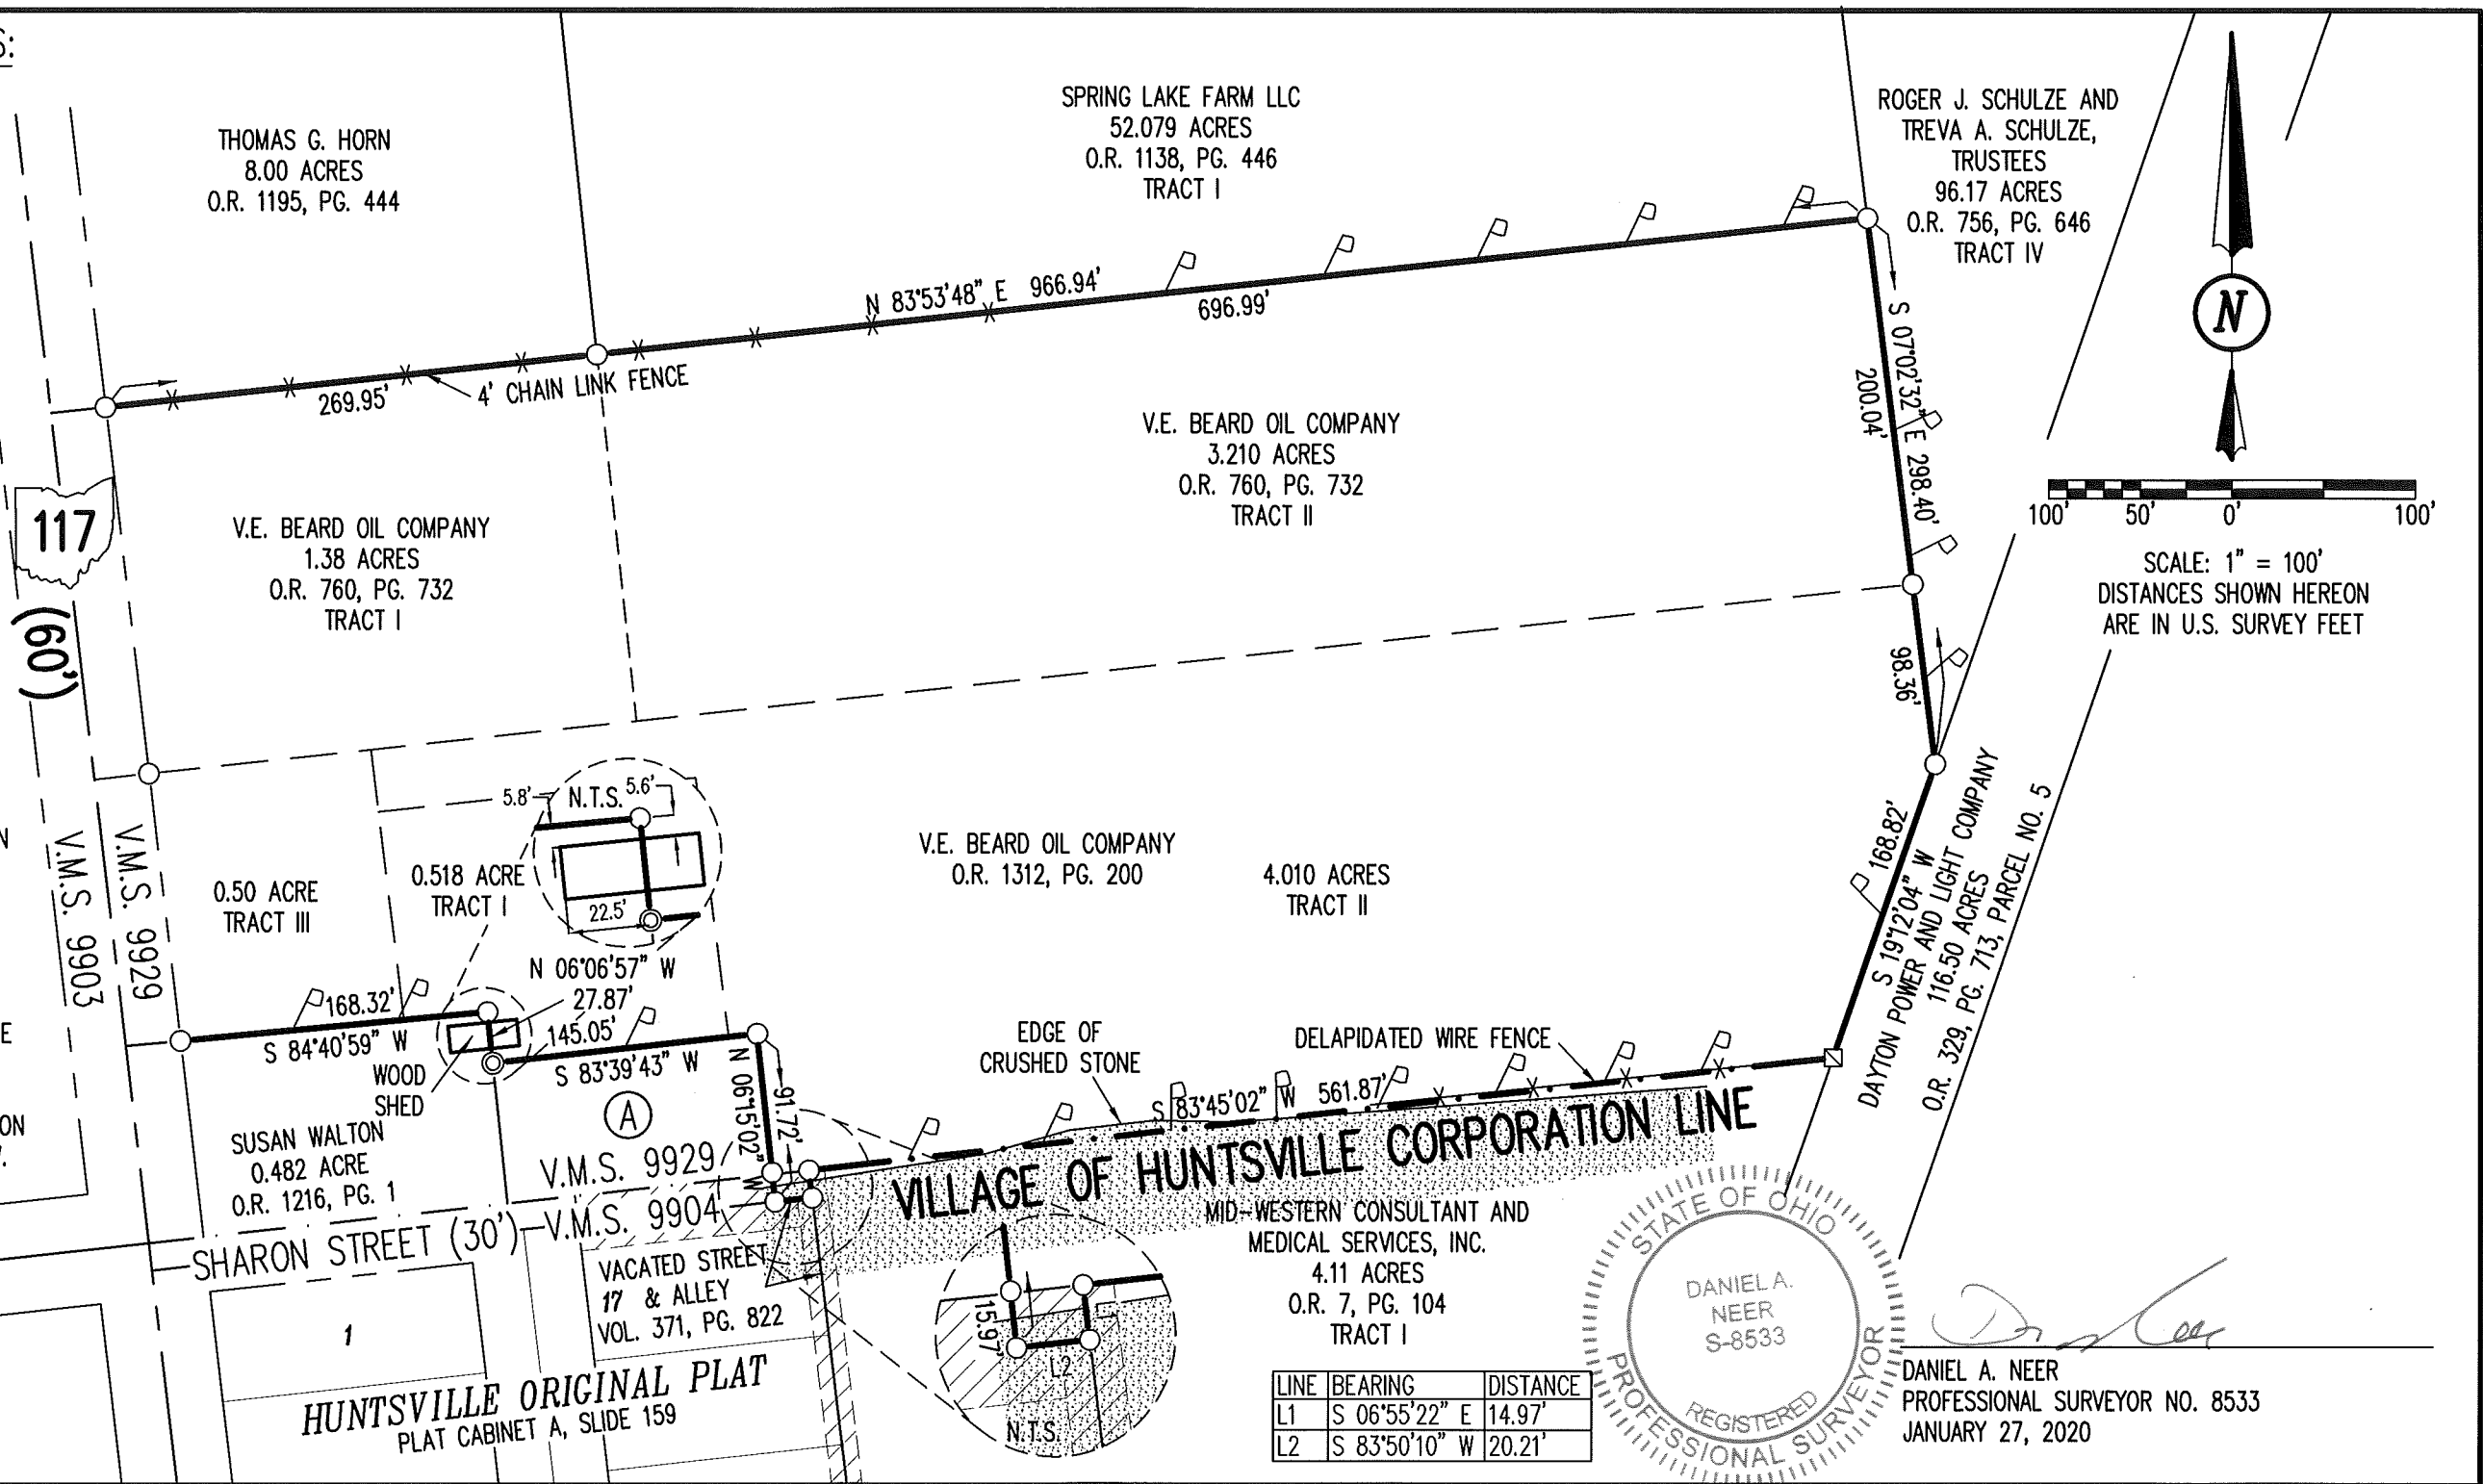 S:
THOMAS G. HORN
8.00 ACRES
O.R. 1195, PG. 444
SPRING LAKE FARM LLC
52.079 ACRES
O.R. 1138, PG. 446
TRACT I
ROGER J. SCHULZE AND
TREVA A. SCHULZE,
TRUSTEES
96.17 ACRES
O.R. 756, PG. 646
TRACT IV
N
100' 50' 0' 100'
SCALE: 1" = 100'
DISTANCES SHOWN HEREON
ARE IN U.S. SURVEY FEET
N 83°53'48" E 966.94'
696.99'
269.95'
4' CHAIN LINK FENCE
S 07°02'32" E 298.40'
200.04'
98.36'
117
(60')
V.E. BEARD OIL COMPANY
1.38 ACRES
O.R. 760, PG. 732
TRACT I
V.E. BEARD OIL COMPANY
3.210 ACRES
O.R. 760, PG. 732
TRACT II
V.M.S. 9903
V.M.S. 9929
N
E
ON
0.50 ACRE
TRACT III
0.518 ACRE
TRACT I
5.8'
N.T.S.
5.6'
22.5'
V.E. BEARD OIL COMPANY
O.R. 1312, PG. 200
4.010 ACRES
TRACT II
168.82'
S 19°12'04" W
DAYTON POWER AND LIGHT COMPANY
116.50 ACRES
O.R. 329, PG. 713, PARCEL NO. 5
N 06°06'57" W
27.87'
168.32'
S 84°40'59" W
145.05'
S 83°39'43" W
WOOD
SHED
N 06°15'02" W
91.72'
A
EDGE OF
CRUSHED STONE
DELAPIDATED WIRE FENCE
S 83°45'02" W 561.87'
VILLAGE OF HUNTSVILLE CORPORATION LINE
SUSAN WALTON
0.482 ACRE
O.R. 1216, PG. 1
V.M.S. 9929
V.M.S. 9904
SHARON STREET (30')
VACATED STREET
17 & ALLEY
VOL. 371, PG. 822
1
HUNTSVILLE ORIGINAL PLAT
PLAT CABINET A, SLIDE 159
15.97'
L2
N.T.S.
MID-WESTERN CONSULTANT AND
MEDICAL SERVICES, INC.
4.11 ACRES
O.R. 7, PG. 104
TRACT I
LINE BEARING DISTANCE
L1 S 06°55'22" E 14.97'
L2 S 83°50'10" W 20.21'
STATE OF OHIO
DANIEL A.
NEER
S-8533
REGISTERED
PROFESSIONAL SURVEYOR
DANIEL A. NEER
PROFESSIONAL SURVEYOR NO. 8533
JANUARY 27, 2020